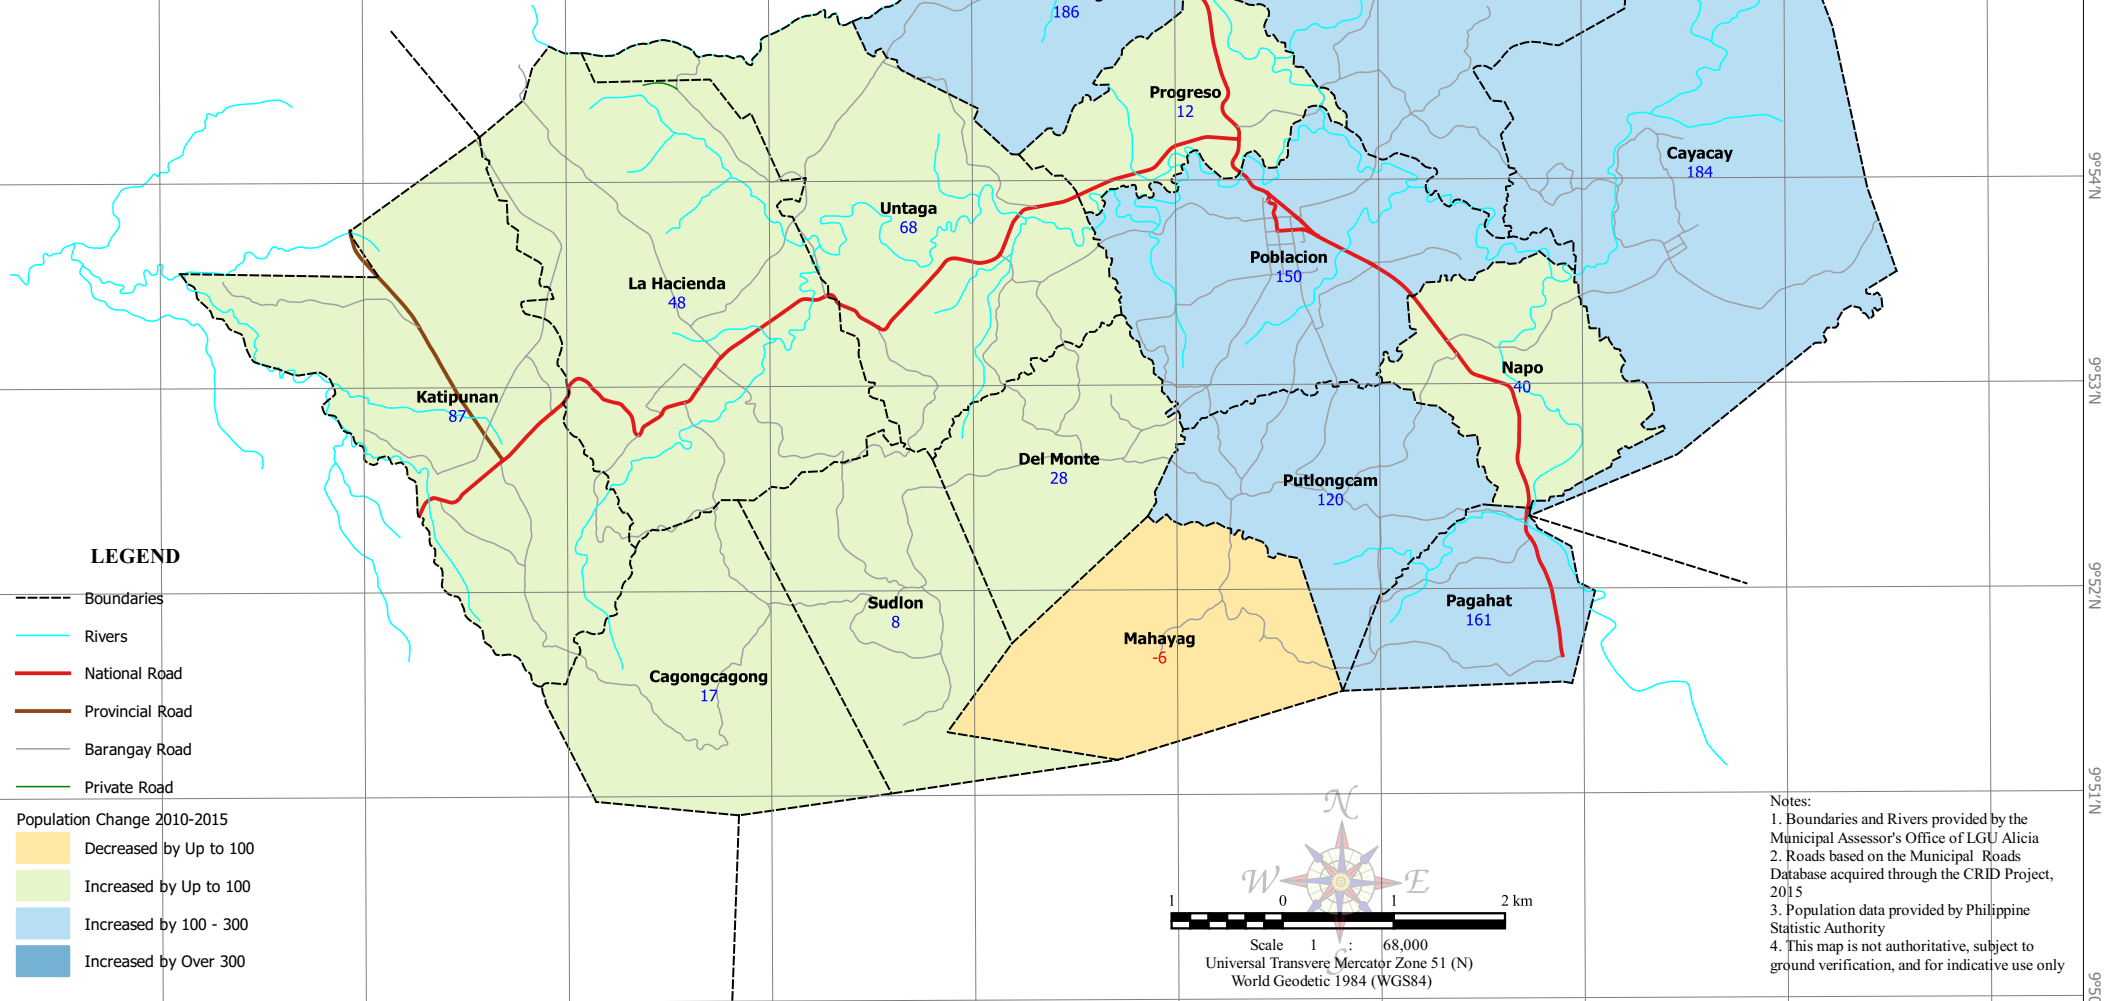 186
Progreso
12
Cayacay
184
Untaga
68
Poblacion
150
La Hacienda
48
Napo
40
Katipunan
87
Del Monte
28
Putlongcam
120
Sudlon
8
Pagahat
161
Mahayag
-6
Cagongcagong
17
9°54'N
9°53'N
9°52'N
9°51'N
LEGEND
Boundaries
Rivers
National Road
Provincial Road
Barangay Road
Private Road
Population Change 2010-2015
Decreased by Up to 100
Increased by Up to 100
Increased by 100 - 300
Increased by Over 300
N
W
E
S
1 0 1 2 km
Scale 1 : 68,000
Universal Transvere Mercator Zone 51 (N)
World Geodetic 1984 (WGS84)
Notes:
1. Boundaries and Rivers provided by the
Municipal Assessor's Office of LGU Alicia
2. Roads based on the Municipal Roads
Database acquired through the CRID Project,
2015
3. Population data provided by Philippine
Statistic Authority
4. This map is not authoritative, subject to
ground verification, and for indicative use only